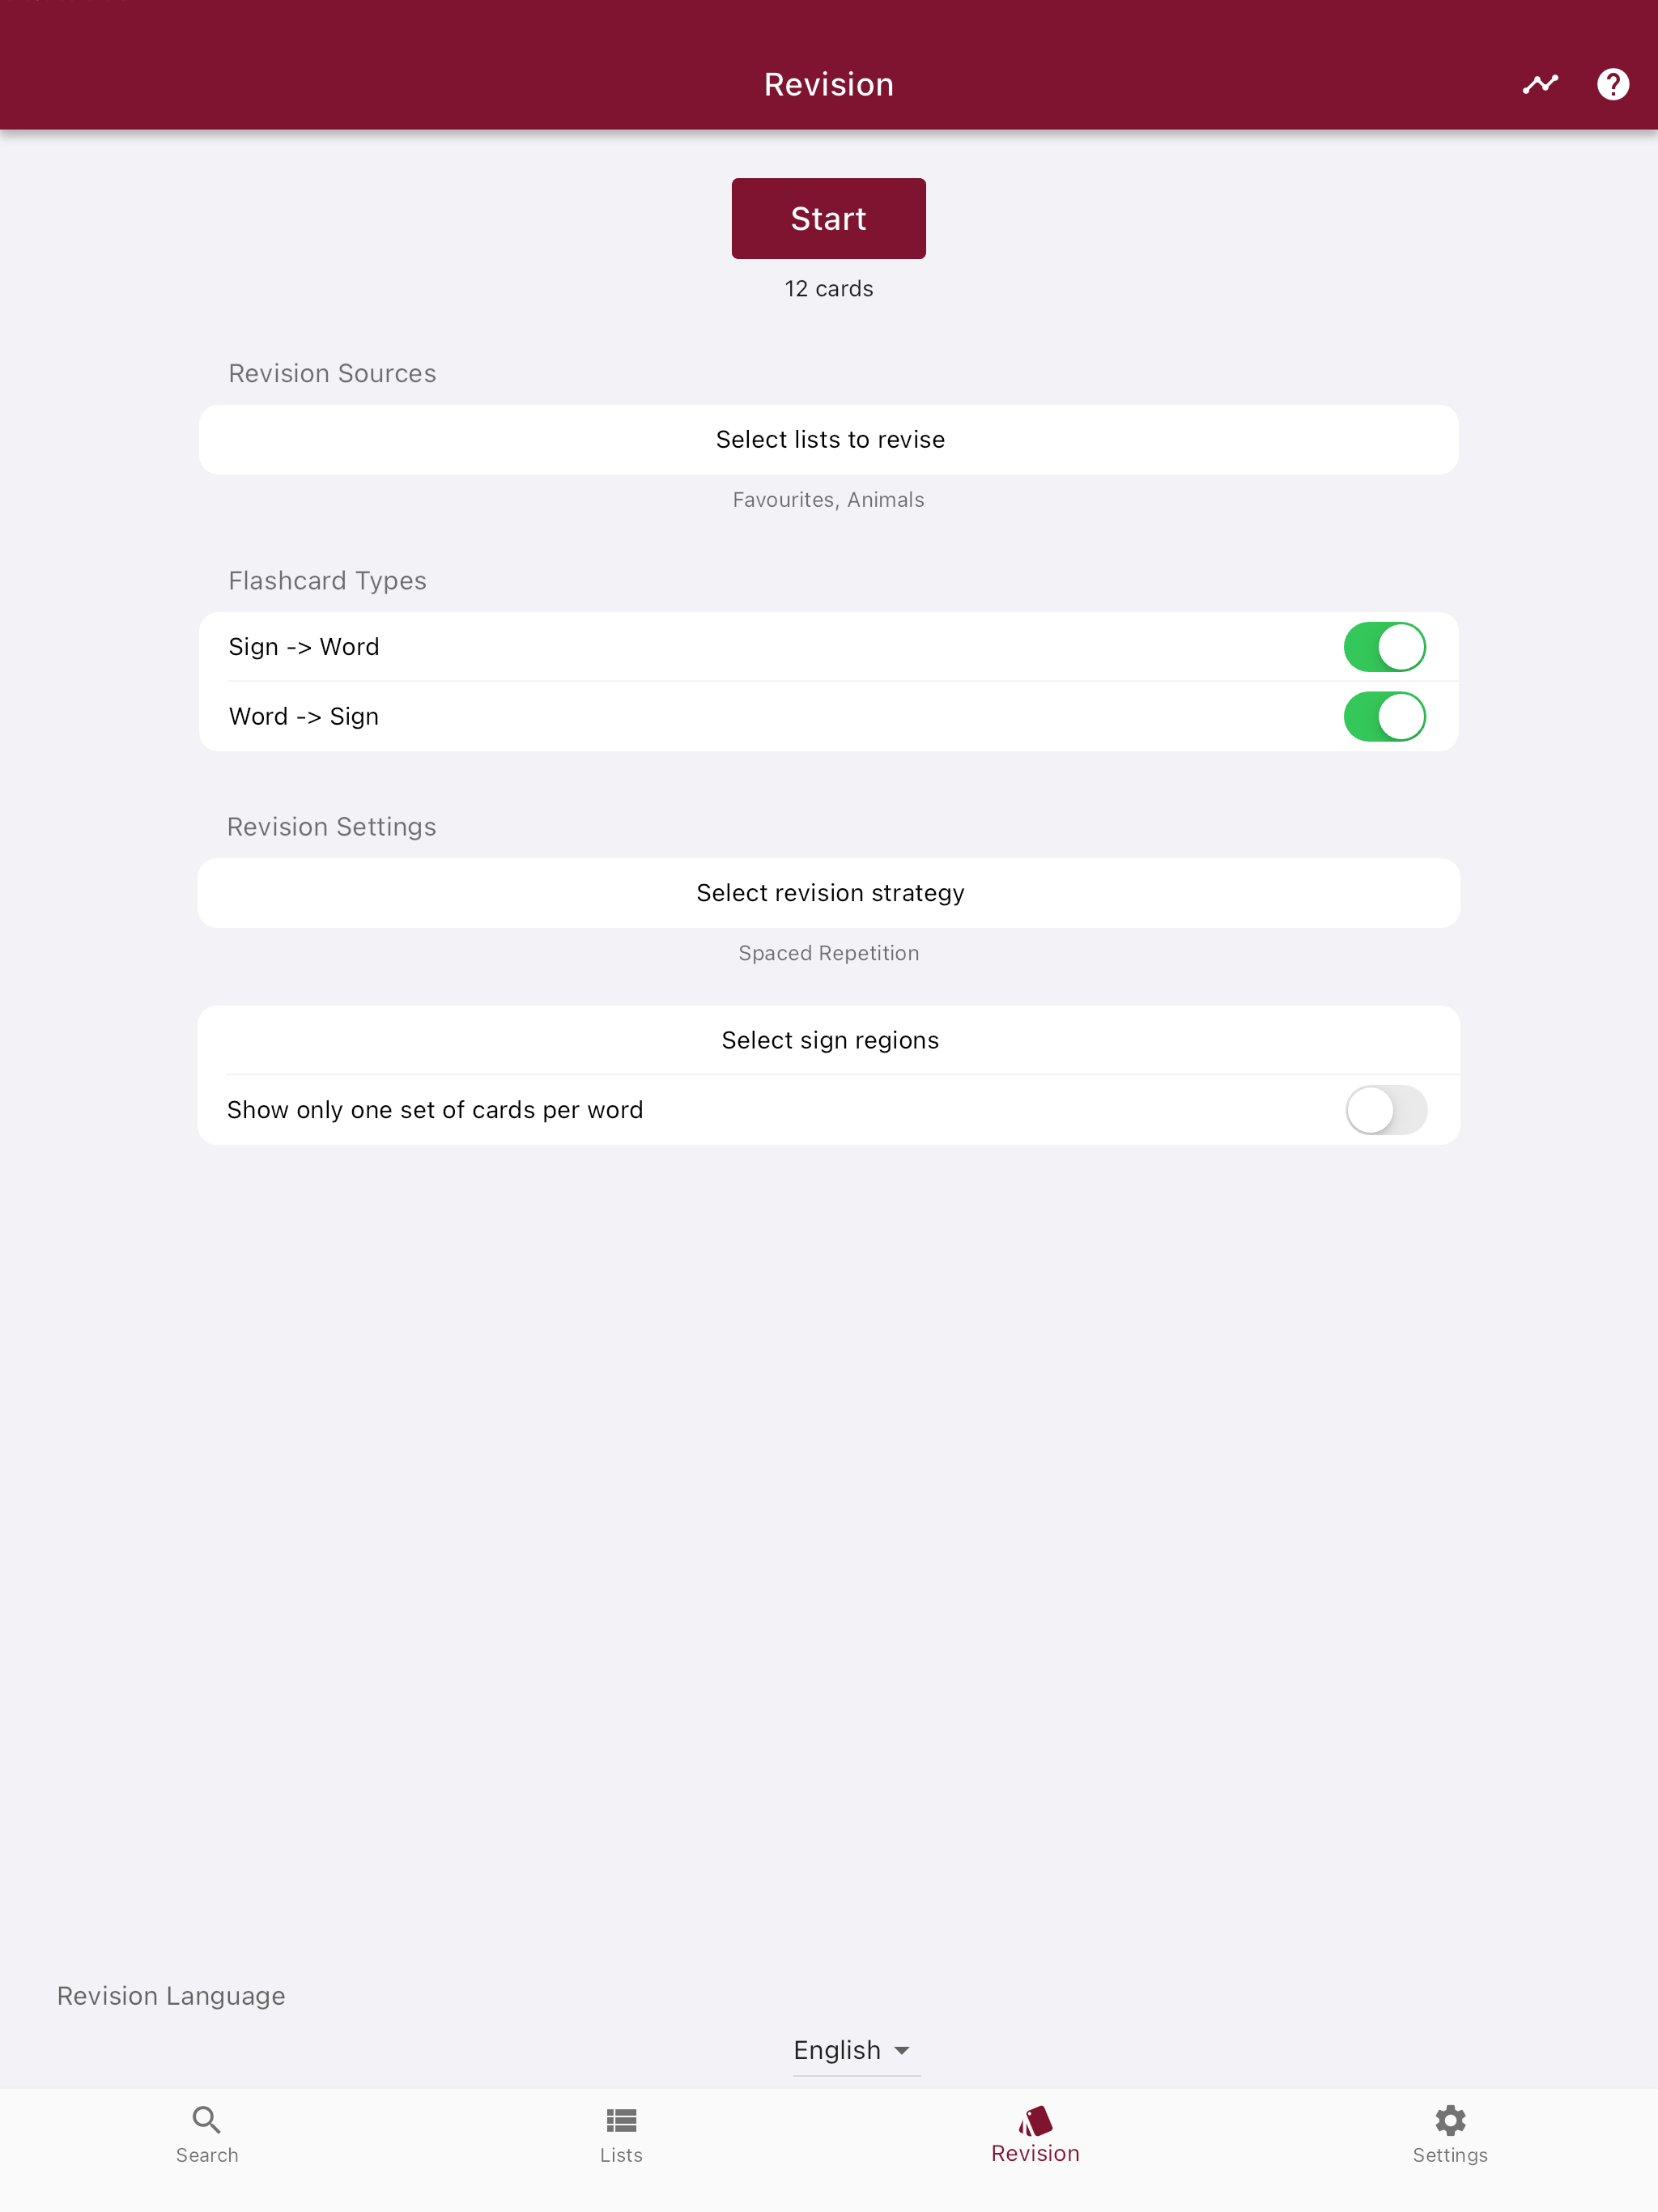 Revision
Start
12 cards
Revision Sources
Select lists to revise
Favourites, Animals
Flashcard Types
Sign -> Word
Word -> Sign
Revision Settings
Select revision strategy
Spaced Repetition
Select sign regions
Show only one set of cards per word
Revision Language
English
Search
Lists
Revision
Settings